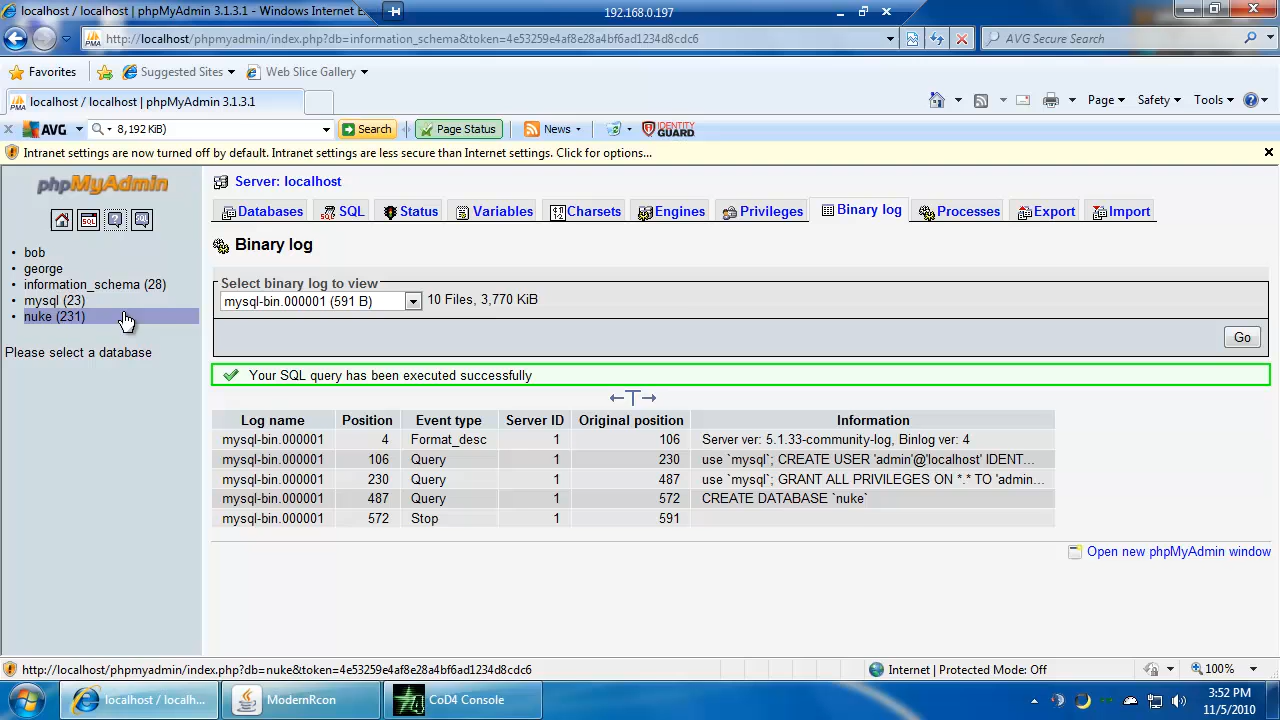 localhost / localhost | phpMyAdmin 3.1.3.1 - Windows Internet E
192.168.0.197
http://localhost/phpmyadmin/index.php?db=information_schema&token=4e53259e4af8e28a4bf6ad1234d8cdc6
AVG Secure Search
Favorites
Suggested Sites
Web Slice Gallery
localhost / localhost | phpMyAdmin 3.1.3.1
Page
Safety
Tools
AVG
8,192 KiB)
Search
Page Status
News
IDENTITY GUARD
Intranet settings are now turned off by default. Intranet settings are less secure than Internet settings. Click for options...
phpMyAdmin
SQL
bob
george
information_schema (28)
mysql (23)
nuke (231)
Please select a database
Server: localhost
Databases SQL Status Variables Charsets Engines Privileges Binary log Processes Export Import
Binary log
Select binary log to view
mysql-bin.000001 (591 B) 10 Files, 3,770 KiB
Go
Your SQL query has been executed successfully
Log name Position Event type Server ID Original position Information
mysql-bin.000001 4 Format_desc 1 106 Server ver: 5.1.33-community-log, Binlog ver: 4
mysql-bin.000001 106 Query 1 230 use `mysql`; CREATE USER 'admin'@'localhost' IDENT...
mysql-bin.000001 230 Query 1 487 use `mysql`; GRANT ALL PRIVILEGES ON *.* TO 'admin...
mysql-bin.000001 487 Query 1 572 CREATE DATABASE `nuke`
mysql-bin.000001 572 Stop 1 591
Open new phpMyAdmin window
http://localhost/phpmyadmin/index.php?db=nuke&token=4e53259e4af8e28a4bf6ad1234d8cdc6
Internet | Protected Mode: Off
100%
localhost / localh...
ModernRcon
CoD4 Console
3:52 PM
11/5/2010